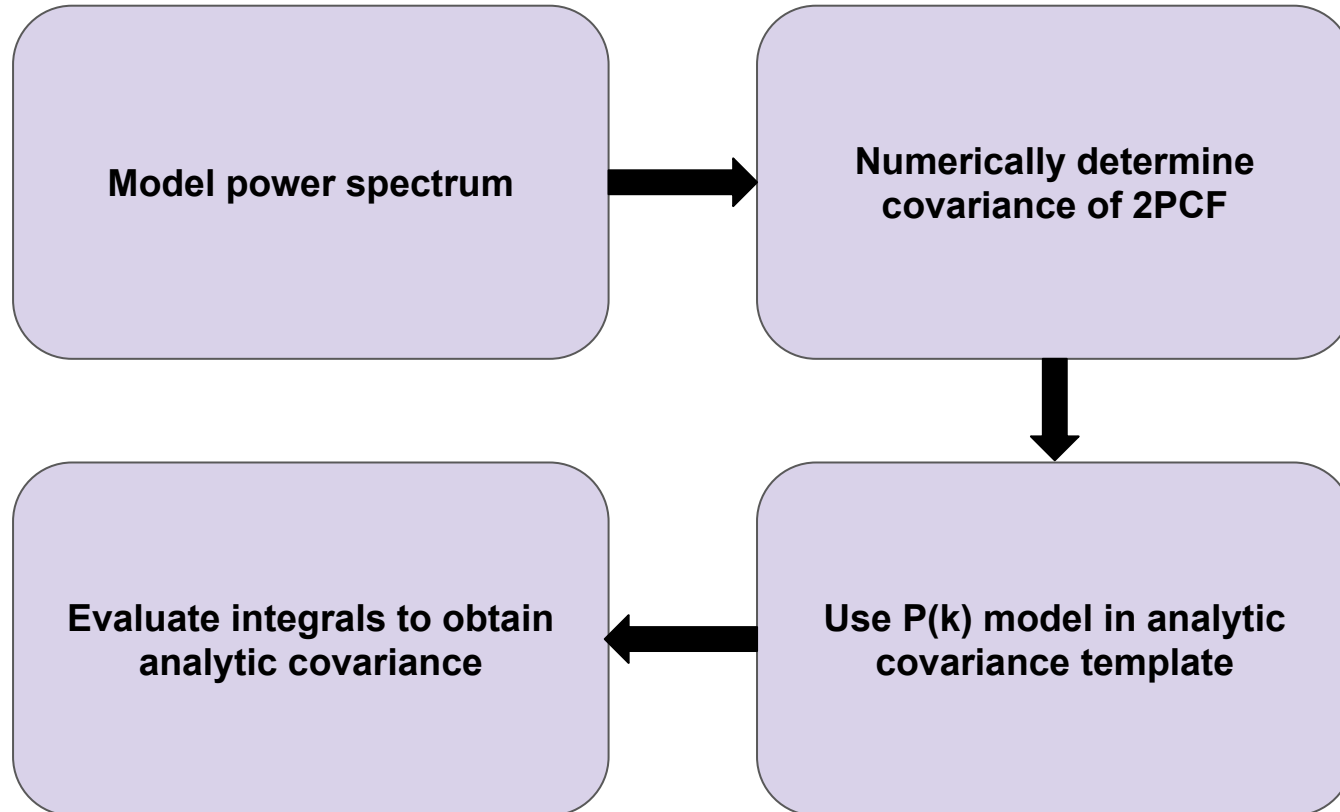 Model power spectrum
Numerically determine
covariance of 2PCF
Use P(k) model in analytic
covariance template
Evaluate integrals to obtain
analytic covariance